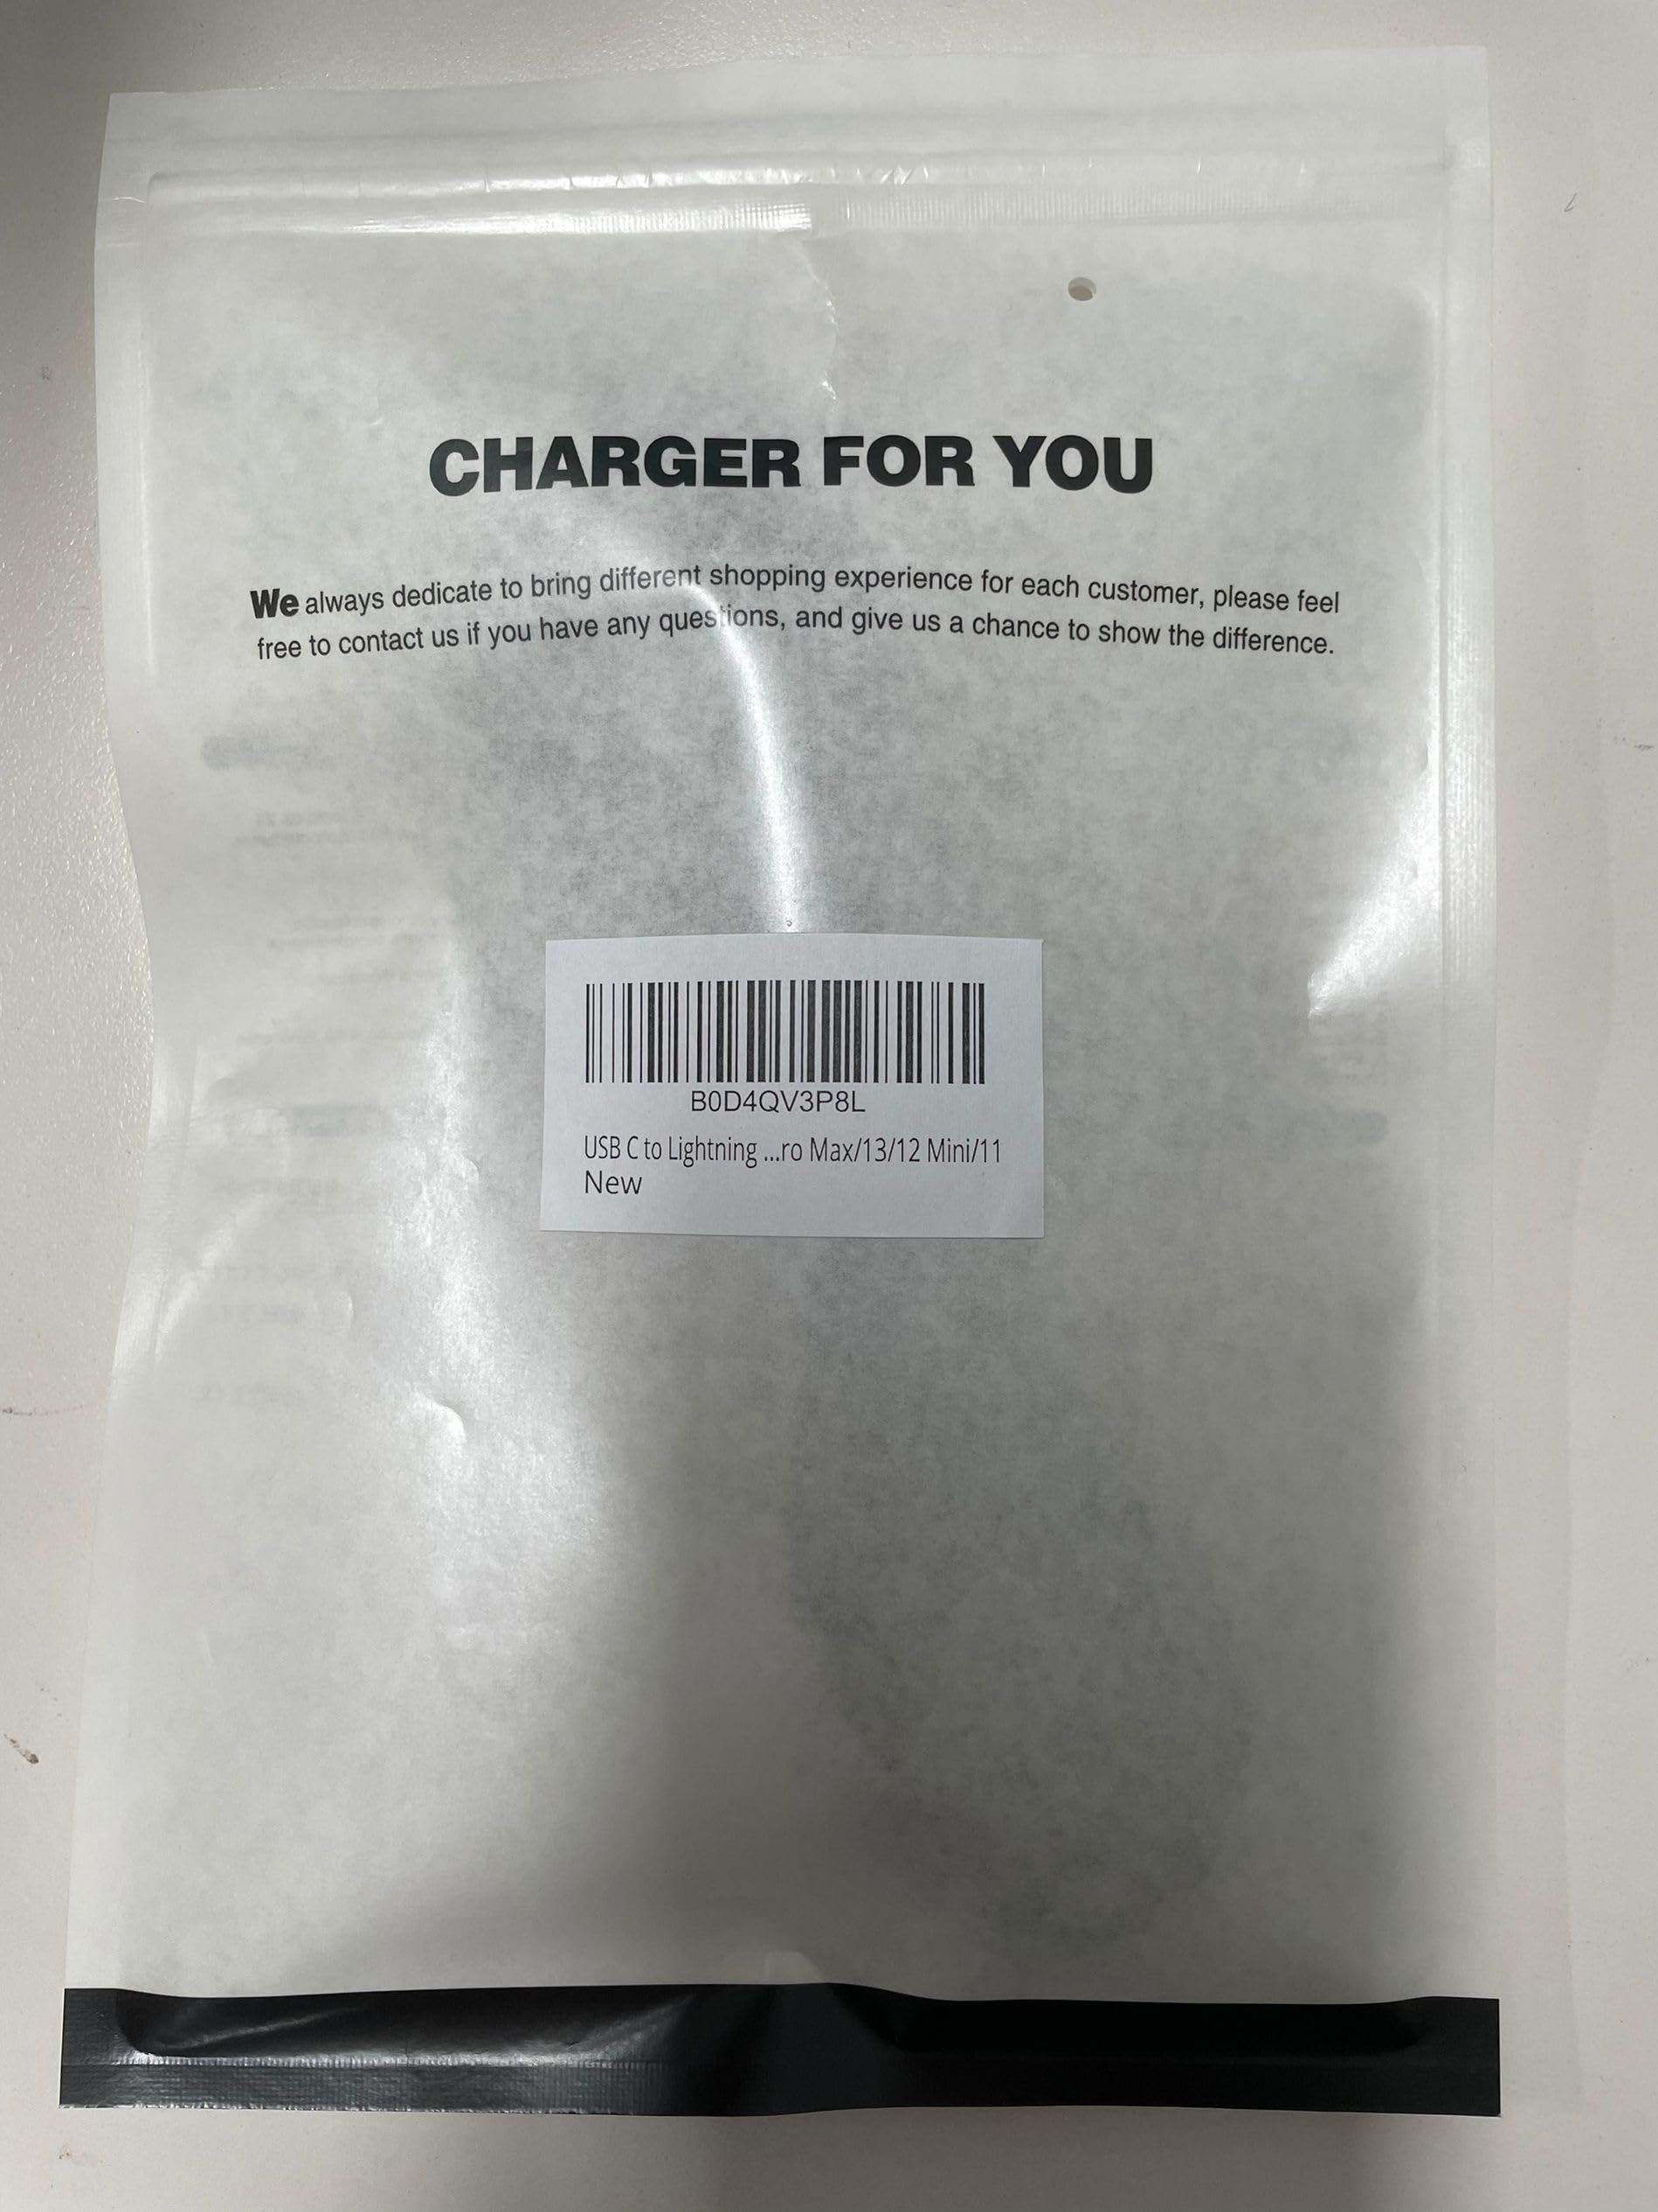 CHARGER FOR YOU
We always dedicate to bring different shopping experience for each customer, please feel
free to contact us if you have any questions, and give us a chance to show the difference.
B0D4QV3P8L
USB C to Lightning ...ro Max/13/12 Mini/11
New